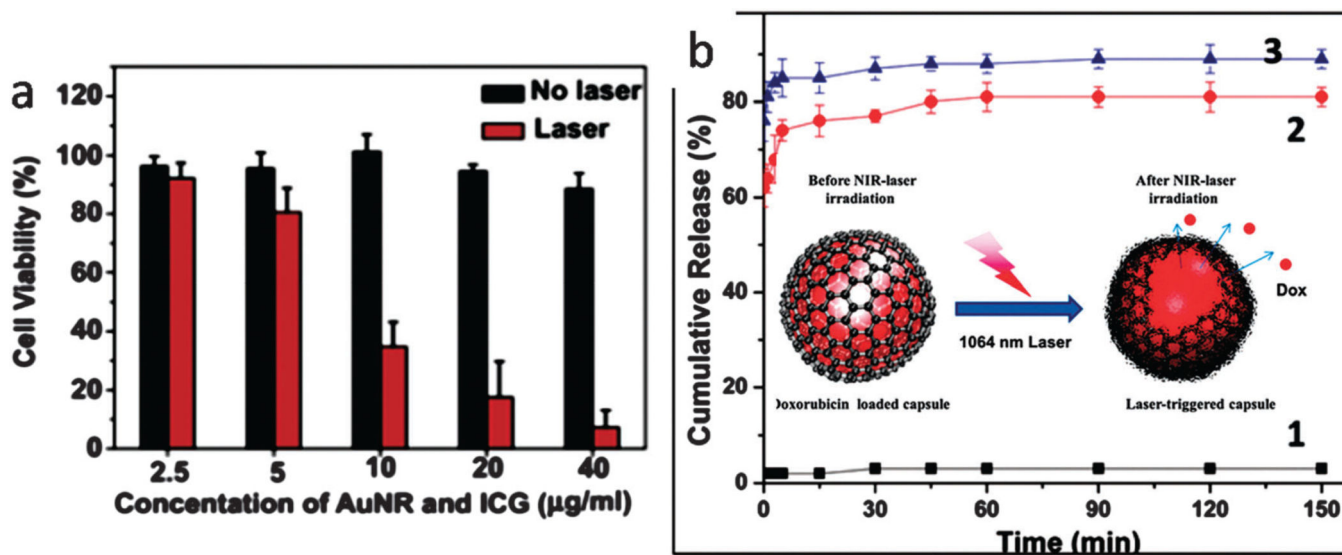 a
120
100
80
60
40
20
0
Cell Viability (%)
No laser
Laser
2.5 5 10 20 40
Concentration of AuNR and ICG (μg/ml)
b
80
60
40
20
0
Cumulative Release (%)
3
2
1
Before NIR-laser
irradiation
After NIR-laser
irradiation
Dox
1064 nm Laser
Doxorubicin loaded capsule
Laser-triggered capsule
0 30 60 90 120 150
Time (min)